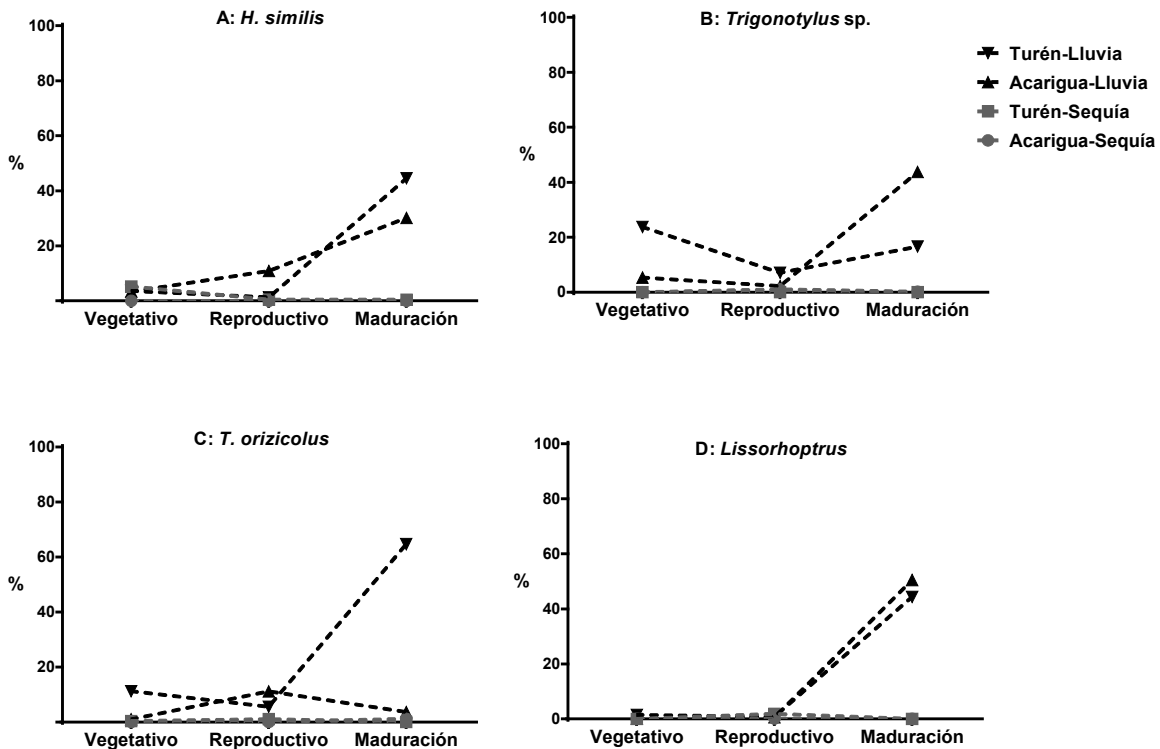 A: H. similis
100
80
60
%
40
20
Vegetativo Reproductivo Maduración
B: Trigonotylus sp.
100
80
60
%
40
20
0
Vegetativo Reproductivo Maduración
Turén-Lluvia
Acarigua-Lluvia
Turén-Sequía
Acarigua-Sequía
C: T. orizicolus
100
80
60
%
40
20
Vegetativo Reproductivo Maduración
D: Lissorhoptrus
100
80
60
%
40
20
0
Vegetativo Reproductivo Maduración